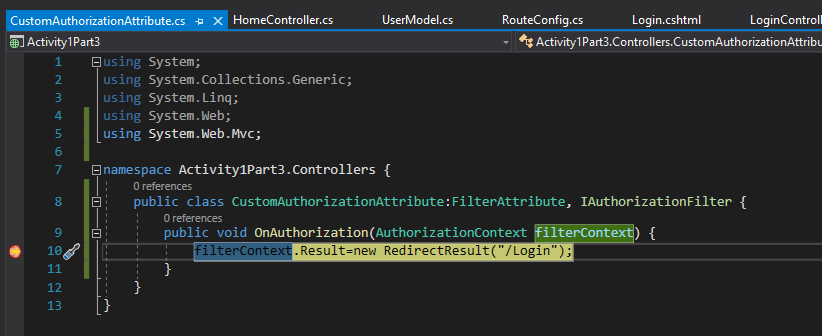 CustomAuthorizationAttribute.cs HomeController.cs UserModel.cs RouteConfig.cs Login.cshtml LoginControll
Activity1Part3 Activity1Part3.Controllers.CustomAuthorizationAttribu
1 using System;
2 using System.Collections.Generic;
3 using System.Linq;
4 using System.Web;
5 using System.Web.Mvc;
6
7 namespace Activity1Part3.Controllers {
0 references
8 public class CustomAuthorizationAttribute:FilterAttribute, IAuthorizationFilter {
0 references
9 public void OnAuthorization(AuthorizationContext filterContext) {
10 filterContext.Result=new RedirectResult("/Login");
11 }
12 }
13 }